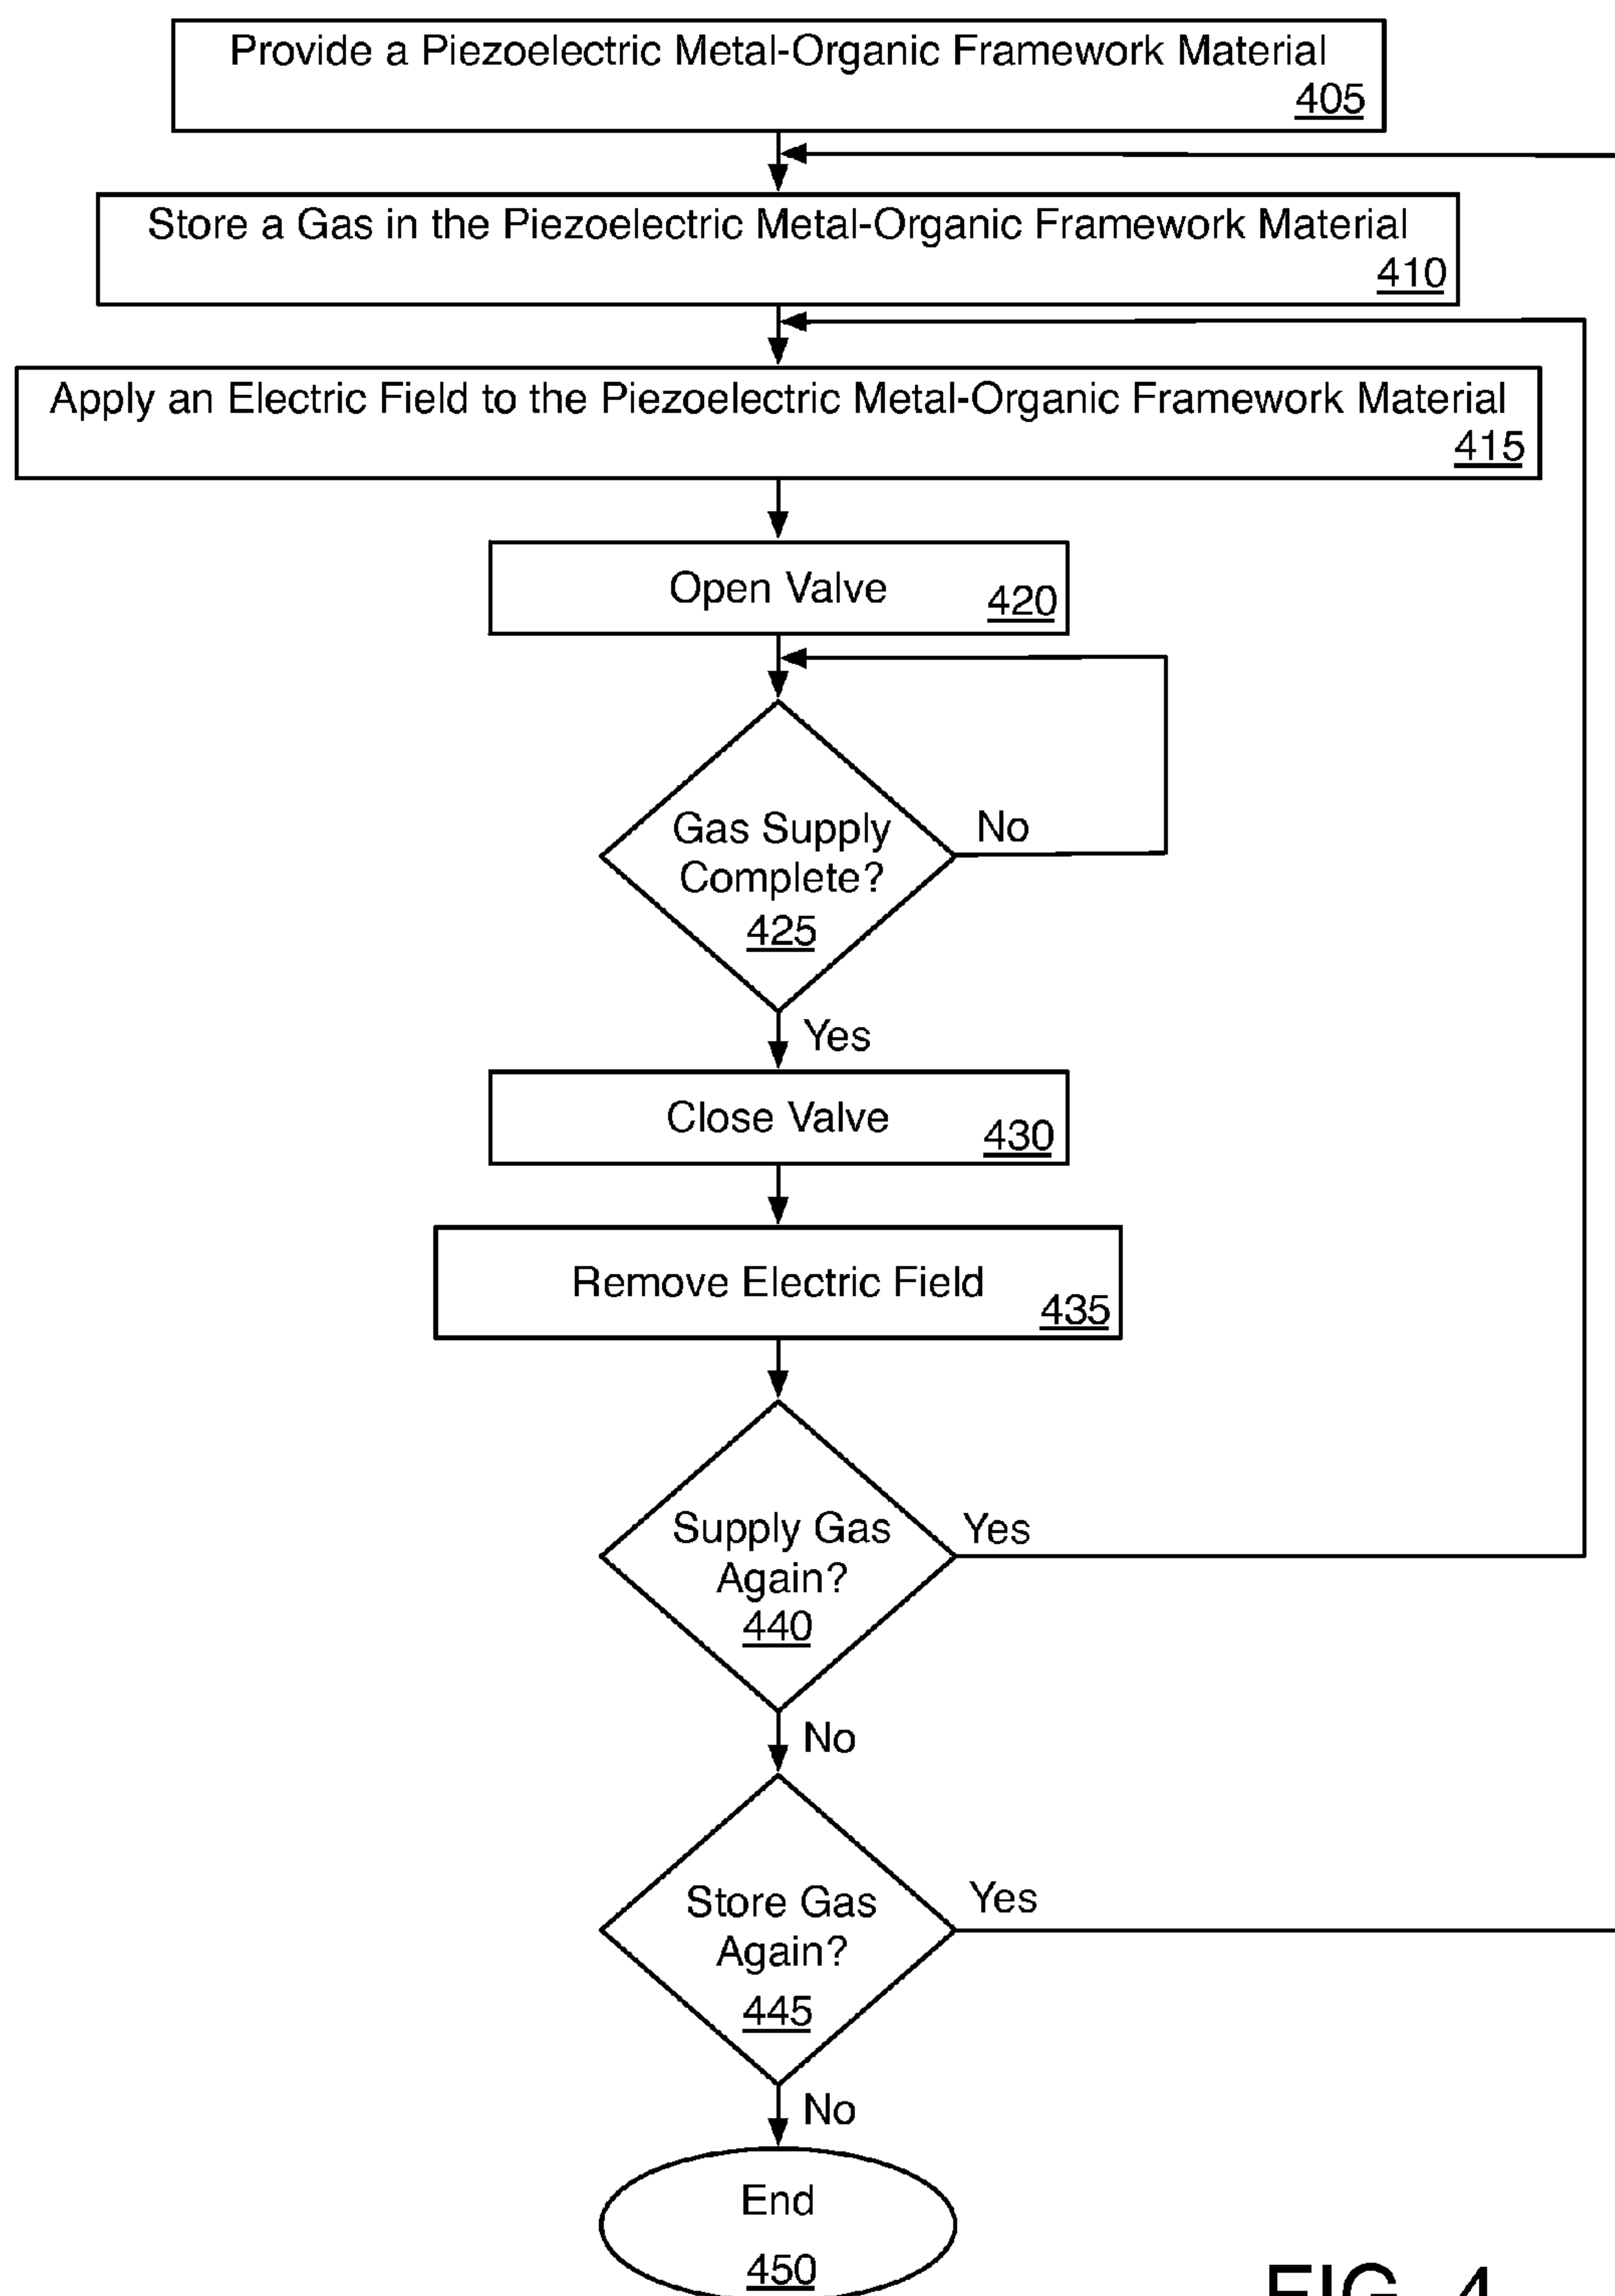 Provide a Piezoelectric Metal-Organic Framework Material
405
Store a Gas in the Piezoelectric Metal-Organic Framework Material
410
Apply an Electric Field to the Piezoelectric Metal-Organic Framework Material
415
Open Valve
420
Gas Supply
Complete?
425
No
Yes
Close Valve
430
Remove Electric Field
435
Supply Gas
Again?
440
Yes
No
Store Gas
Again?
445
Yes
No
End
450
FIG. 4